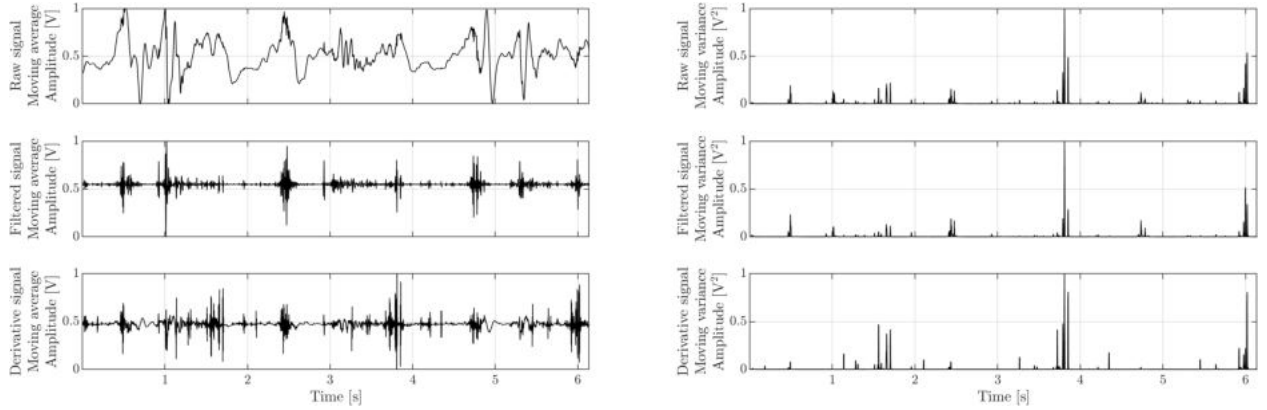 Raw signal
Moving average
Amplitude [V]
1
0.5
0
Filtered signal
Moving average
Amplitude [V]
1
0.5
0
Derivative signal
Moving average
Amplitude [V]
1
0.5
0
1 2 3 4 5 6
Time [s]
Raw signal
Moving variance
Amplitude [V²]
1
0.5
0
Filtered signal
Moving variance
Amplitude [V²]
1
0.5
0
Derivative signal
Moving variance
Amplitude [V²]
1
0.5
0
1 2 3 4 5 6
Time [s]